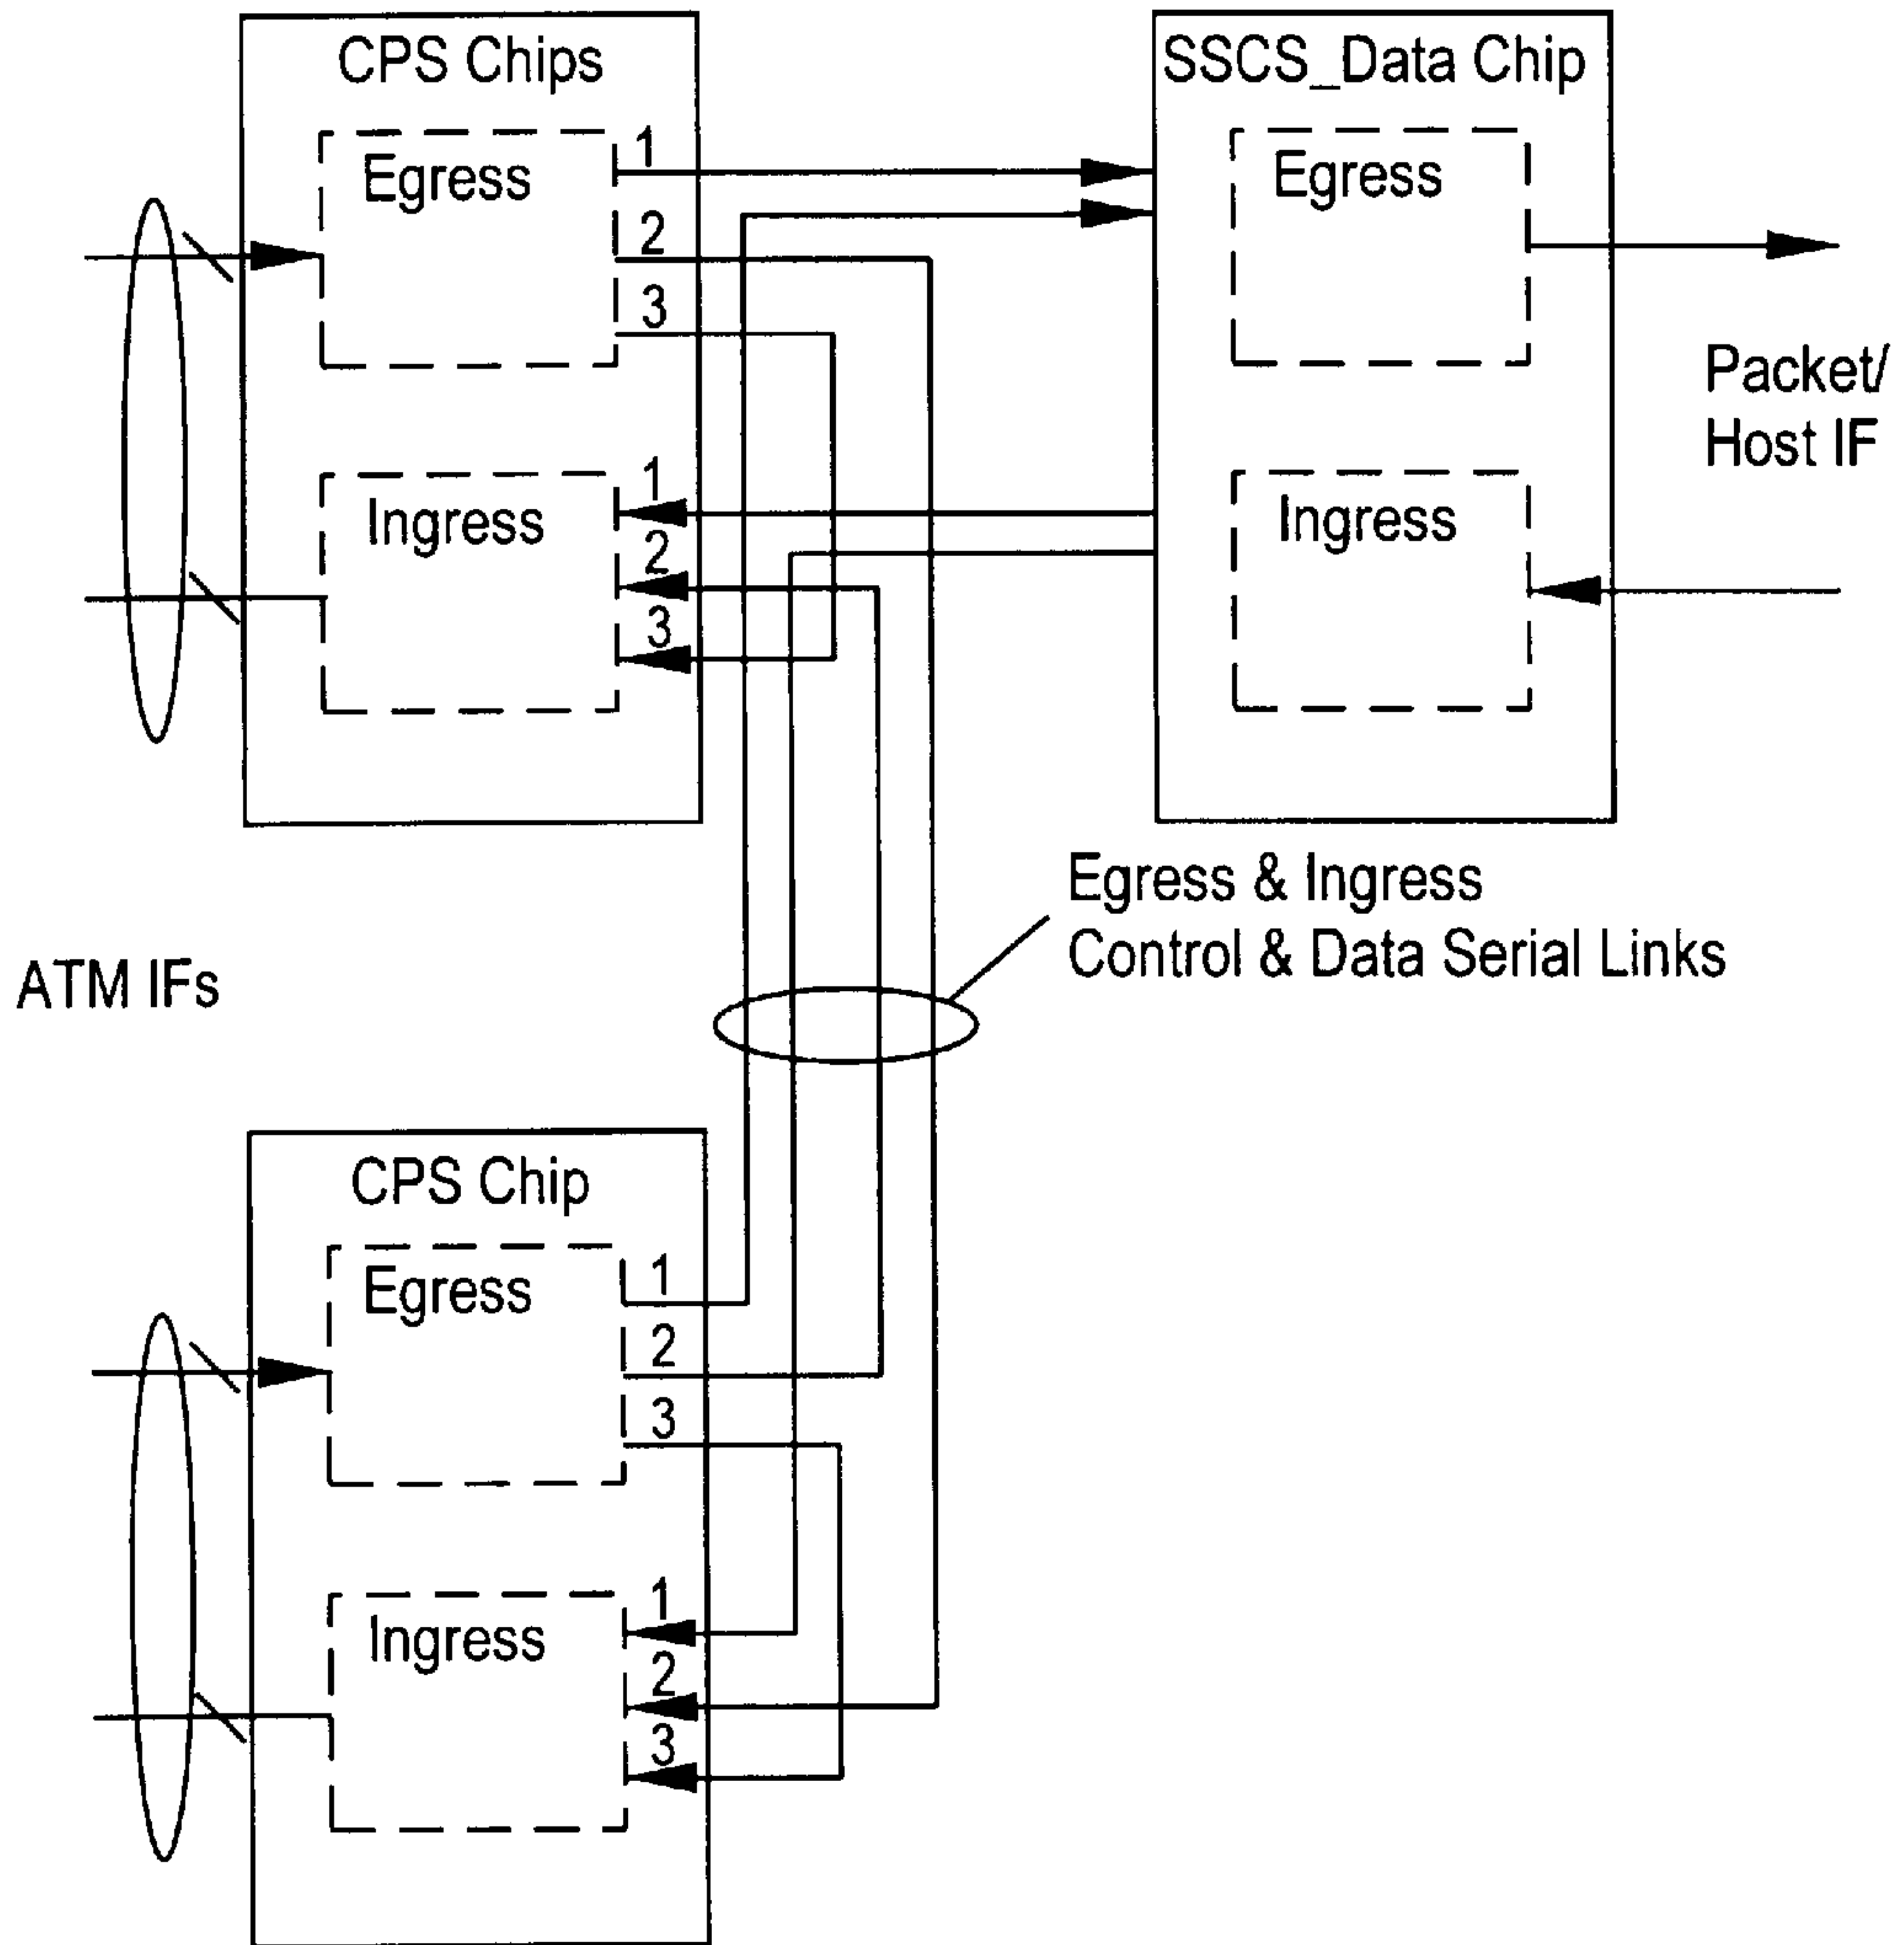 CPS Chips
Egress
1
2
3
Ingress
1
2
3
SSCS_Data Chip
Egress
Ingress
Packet/
Host IF
Egress & Ingress
Control & Data Serial Links
ATM IFs
CPS Chip
Egress
1
2
3
Ingress
1
2
3